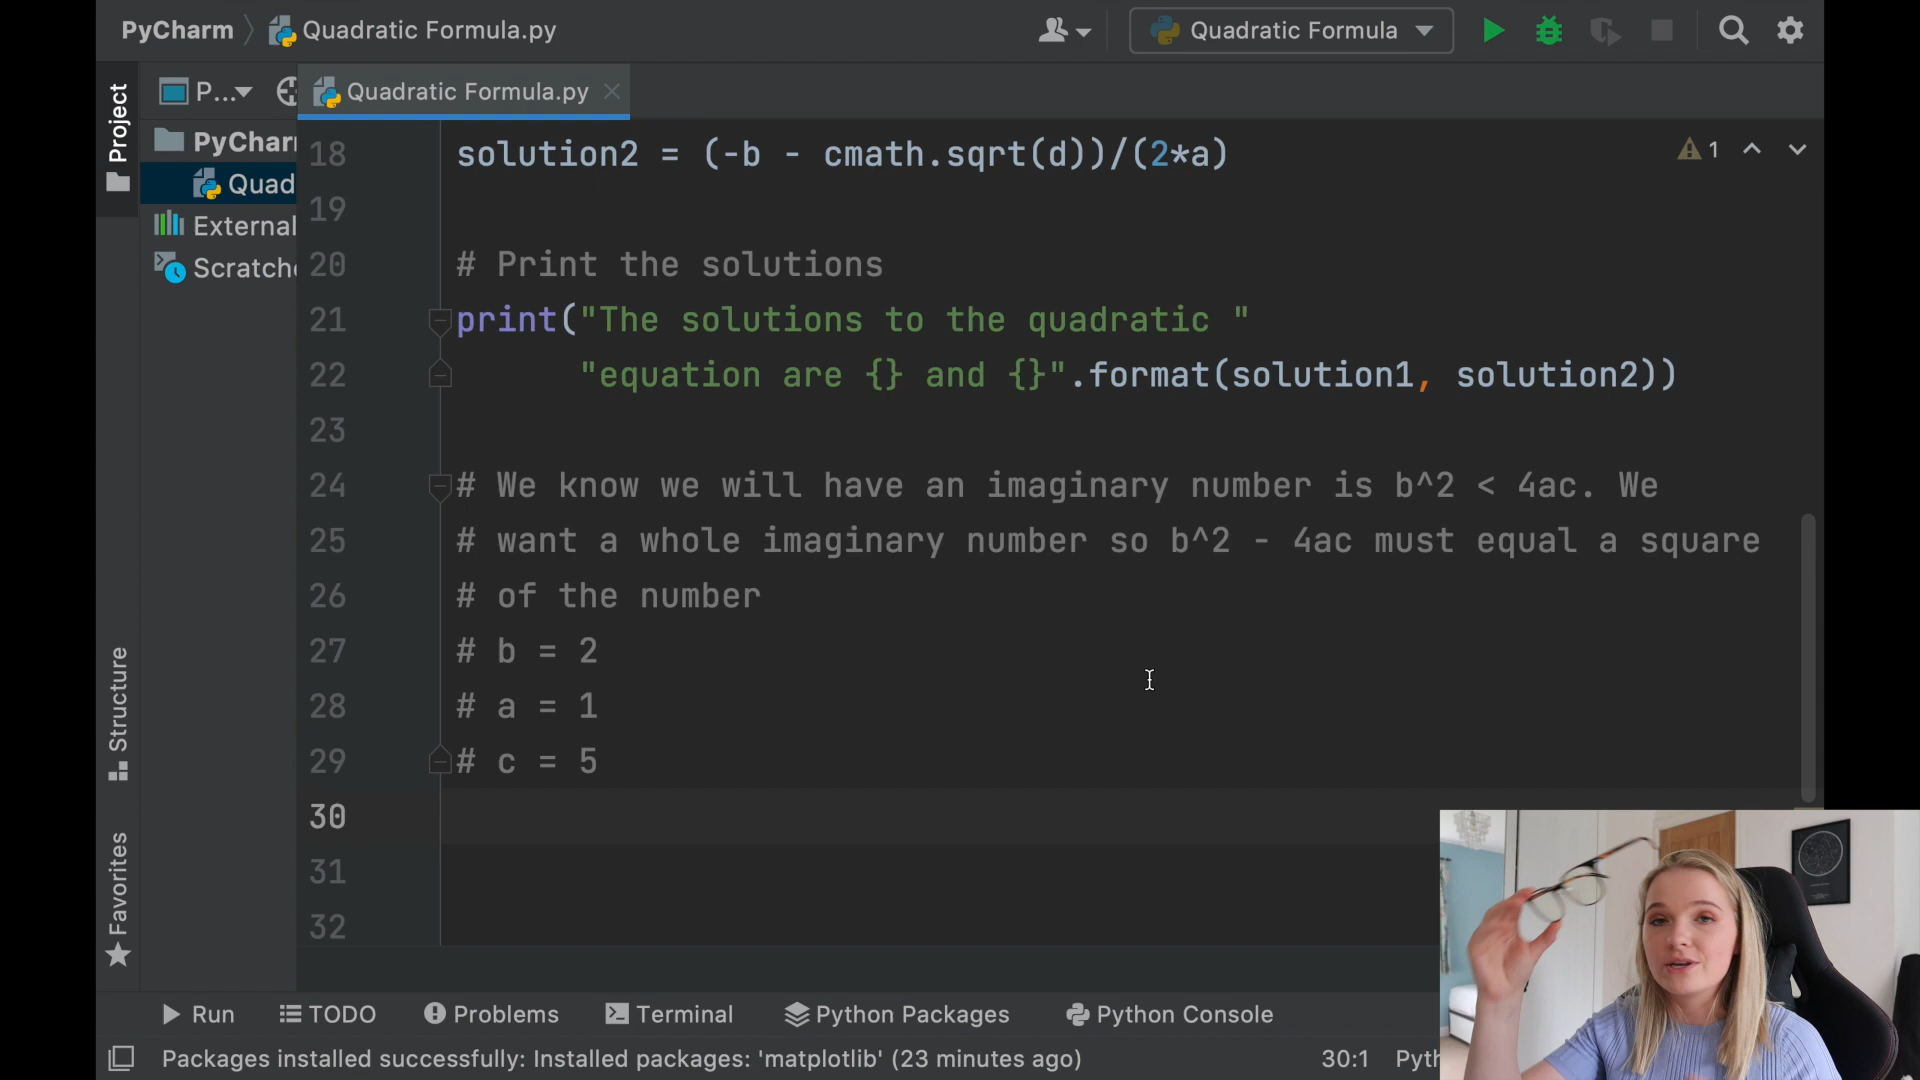 PyCharm
Quadratic Formula.py
Quadratic Formula
Project
P...
Quadratic Formula.py
PyChar
Quad
External
Scratch
18 solution2 = (-b - cmath.sqrt(d))/(2*a)
1
19
20 # Print the solutions
21 print("The solutions to the quadratic "
22 "equation are {} and {}".format(solution1, solution2))
23
24 # We know we will have an imaginary number is b^2 < 4ac. We
25 # want a whole imaginary number so b^2 - 4ac must equal a square
26 # of the number
27 # b = 2
28 # a = 1
29 # c = 5
30
31
32
Structure
Favorites
Run
TODO
Problems
Terminal
Python Packages
Python Console
Packages installed successfully: Installed packages: 'matplotlib' (23 minutes ago)
30:1
Pyth